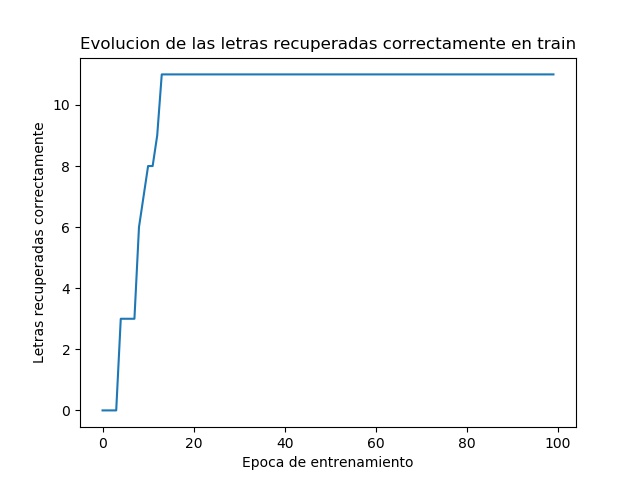 Evolucion de las letras recuperadas correctamente en train
Letras recuperadas correctamente
10
8
6
4
2
0
0 20 40 60 80 100
Epoca de entrenamiento